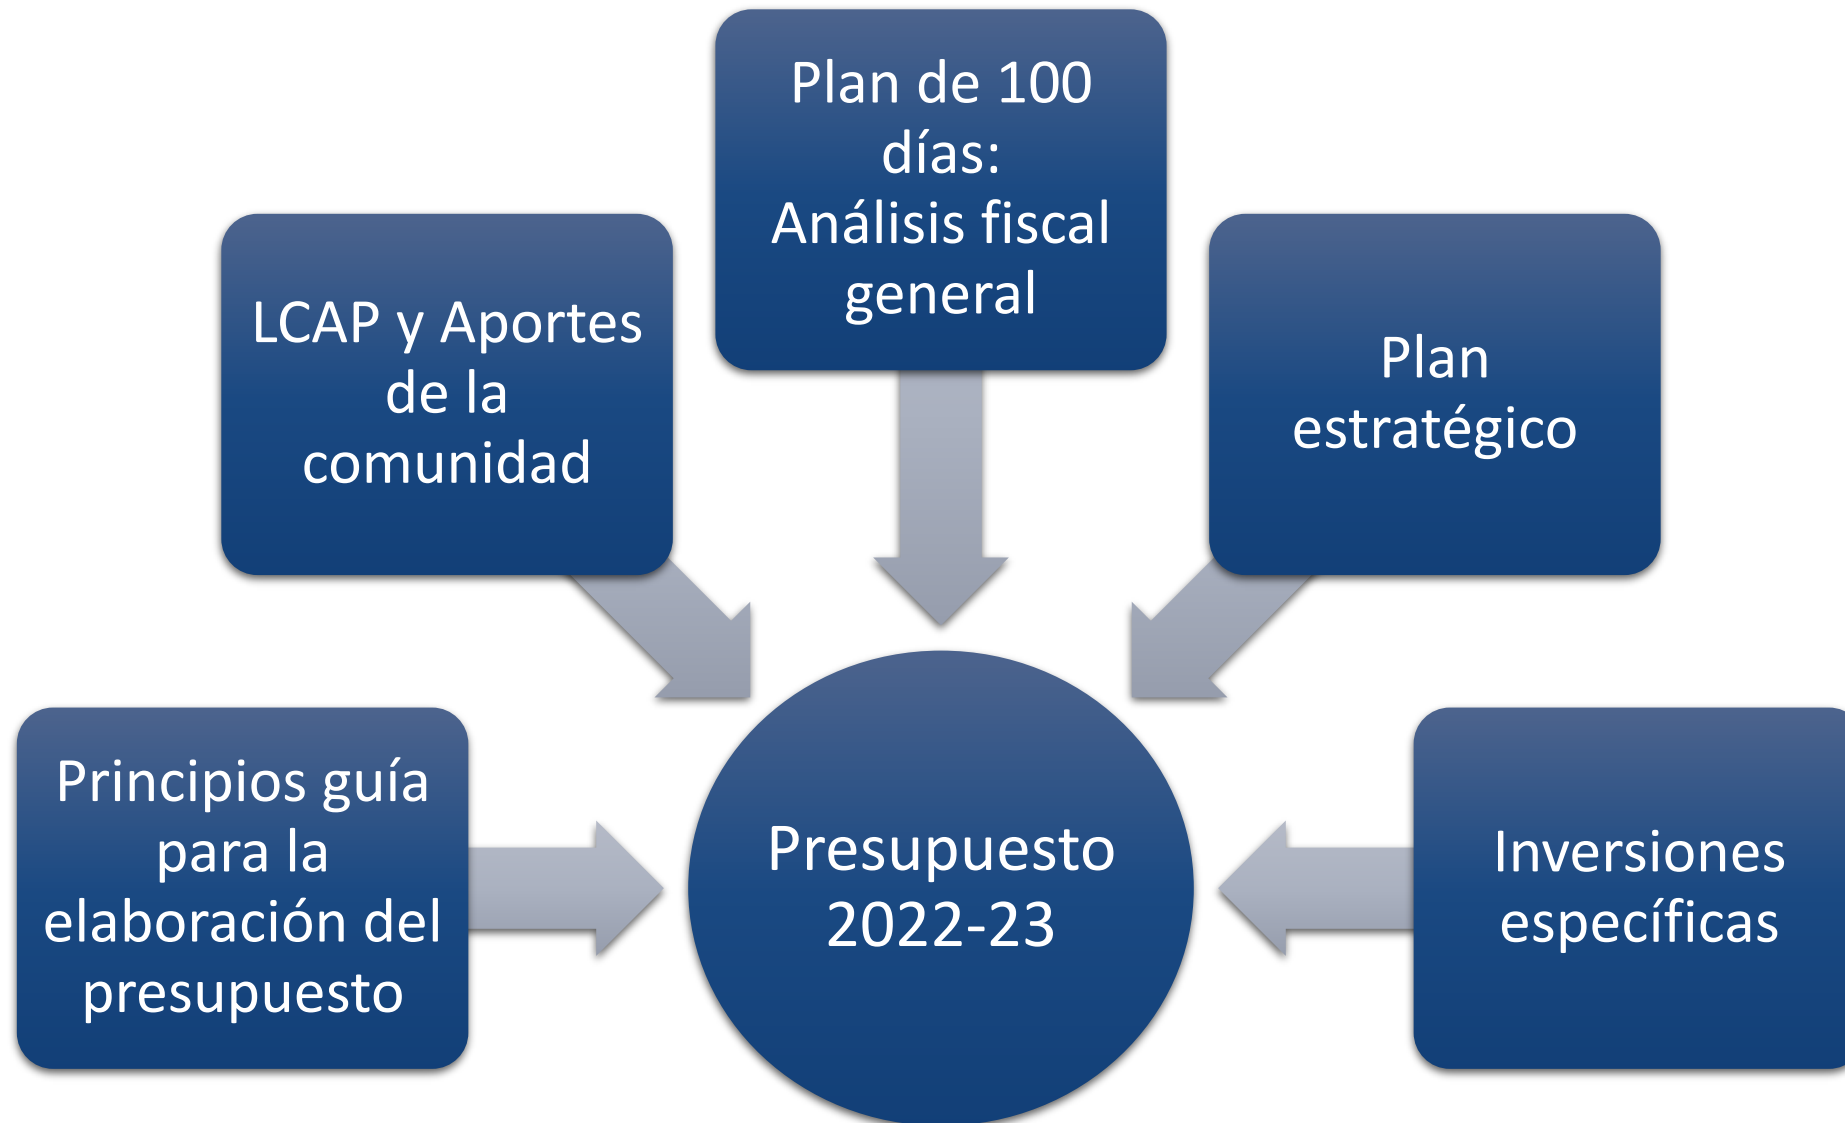 Plan de 100
días:
Análisis fiscal
general
LCAP y Aportes
de la
comunidad
Plan
estratégico
Principios guía
para la
elaboración del
presupuesto
Presupuesto
2022-23
Inversiones
específicas